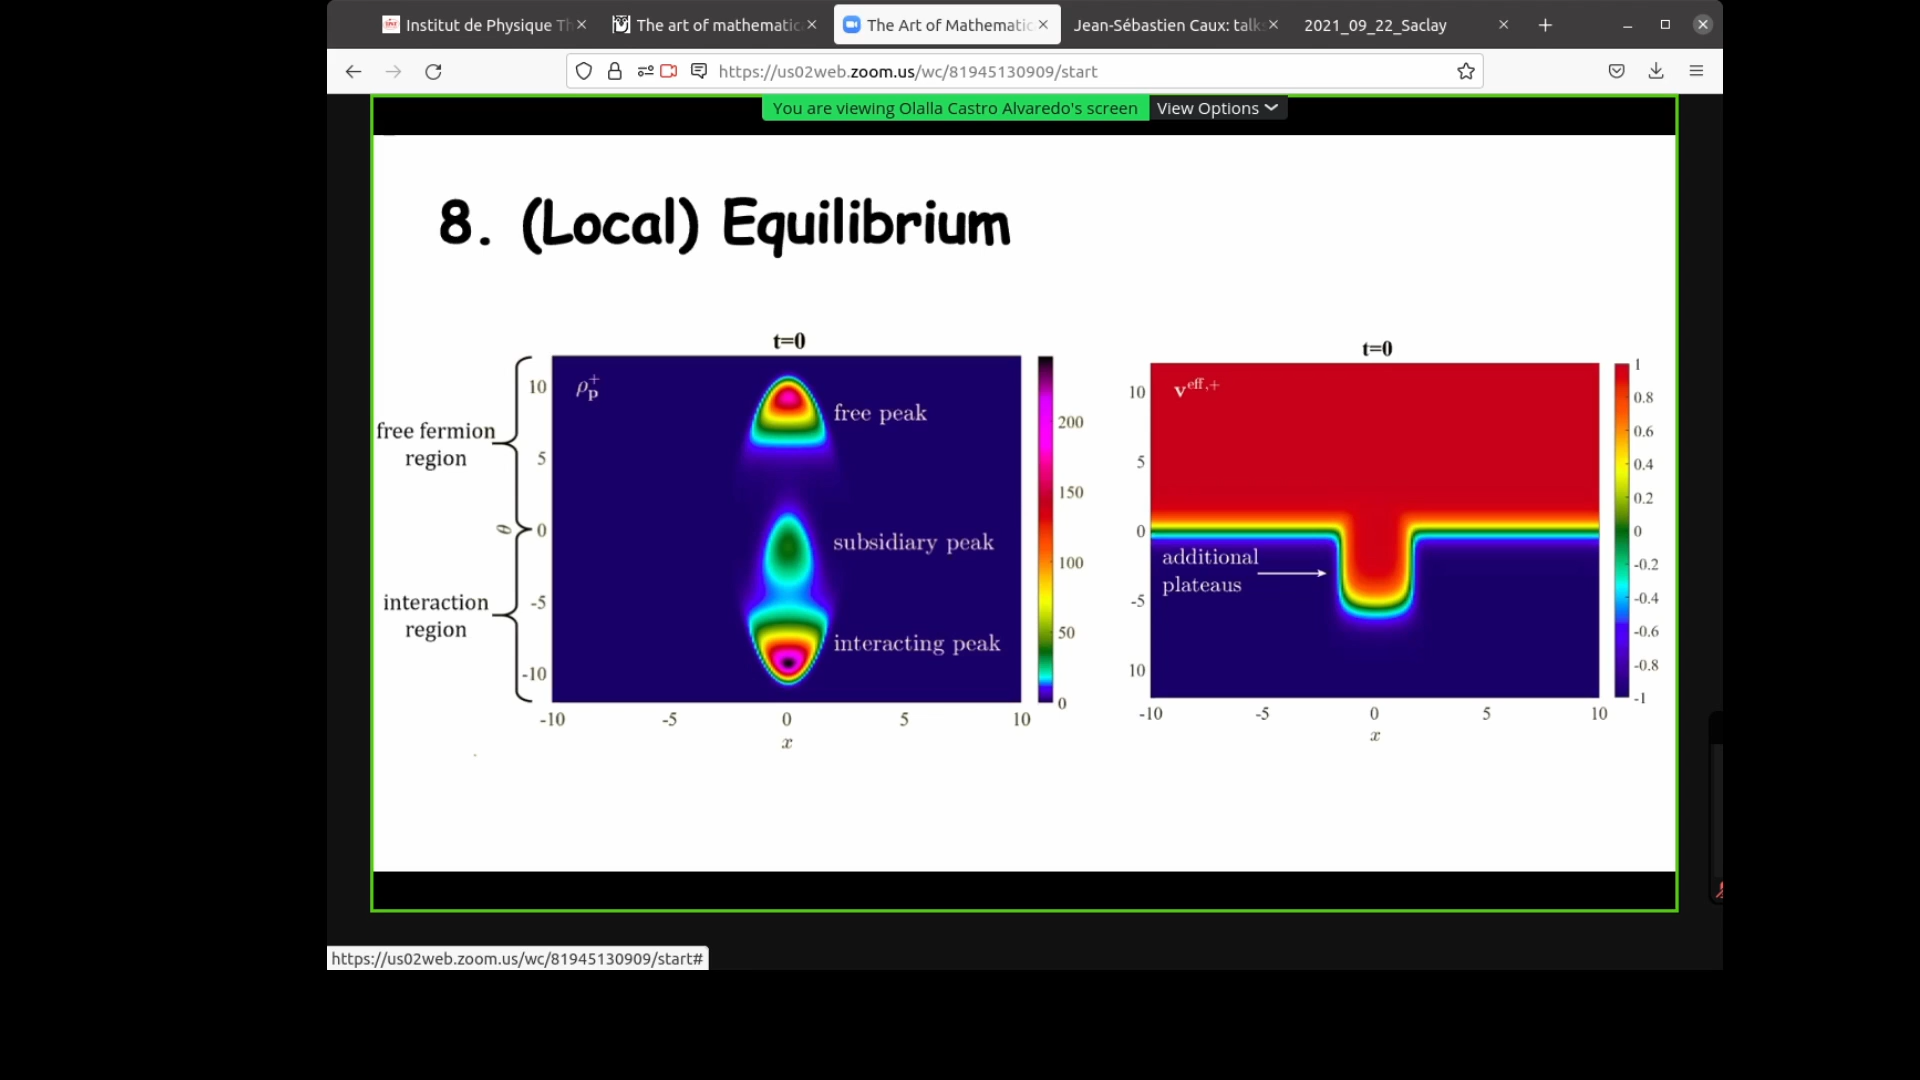 Institut de Physique Th
The art of mathematic
The Art of Mathematic
Jean-Sébastien Caux: talk
2021_09_22_Saclay
https://us02web.zoom.us/wc/81945130909/start
You are viewing Olalla Castro Alvaredo's screen
View Options
8. (Local) Equilibrium
t=0
ρp+
free peak
subsidiary peak
interacting peak
free fermion
region
interaction
region
θ
10
5
0
-5
-10
-10
-5
0
5
10
x
200
150
100
50
0
t=0
veff,+
additional
plateaus
10
5
0
-5
10
-10
-5
0
5
10
x
1
0.8
0.6
0.4
0.2
0
-0.2
-0.4
-0.6
-0.8
-1
https://us02web.zoom.us/wc/81945130909/start#